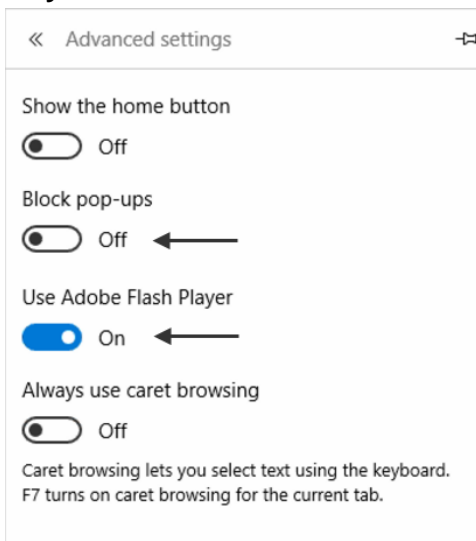 « Advanced settings
Show the home button
Off
Block pop-ups
Off
Use Adobe Flash Player
On
Always use caret browsing
Off
Caret browsing lets you select text using the keyboard.
F7 turns on caret browsing for the current tab.